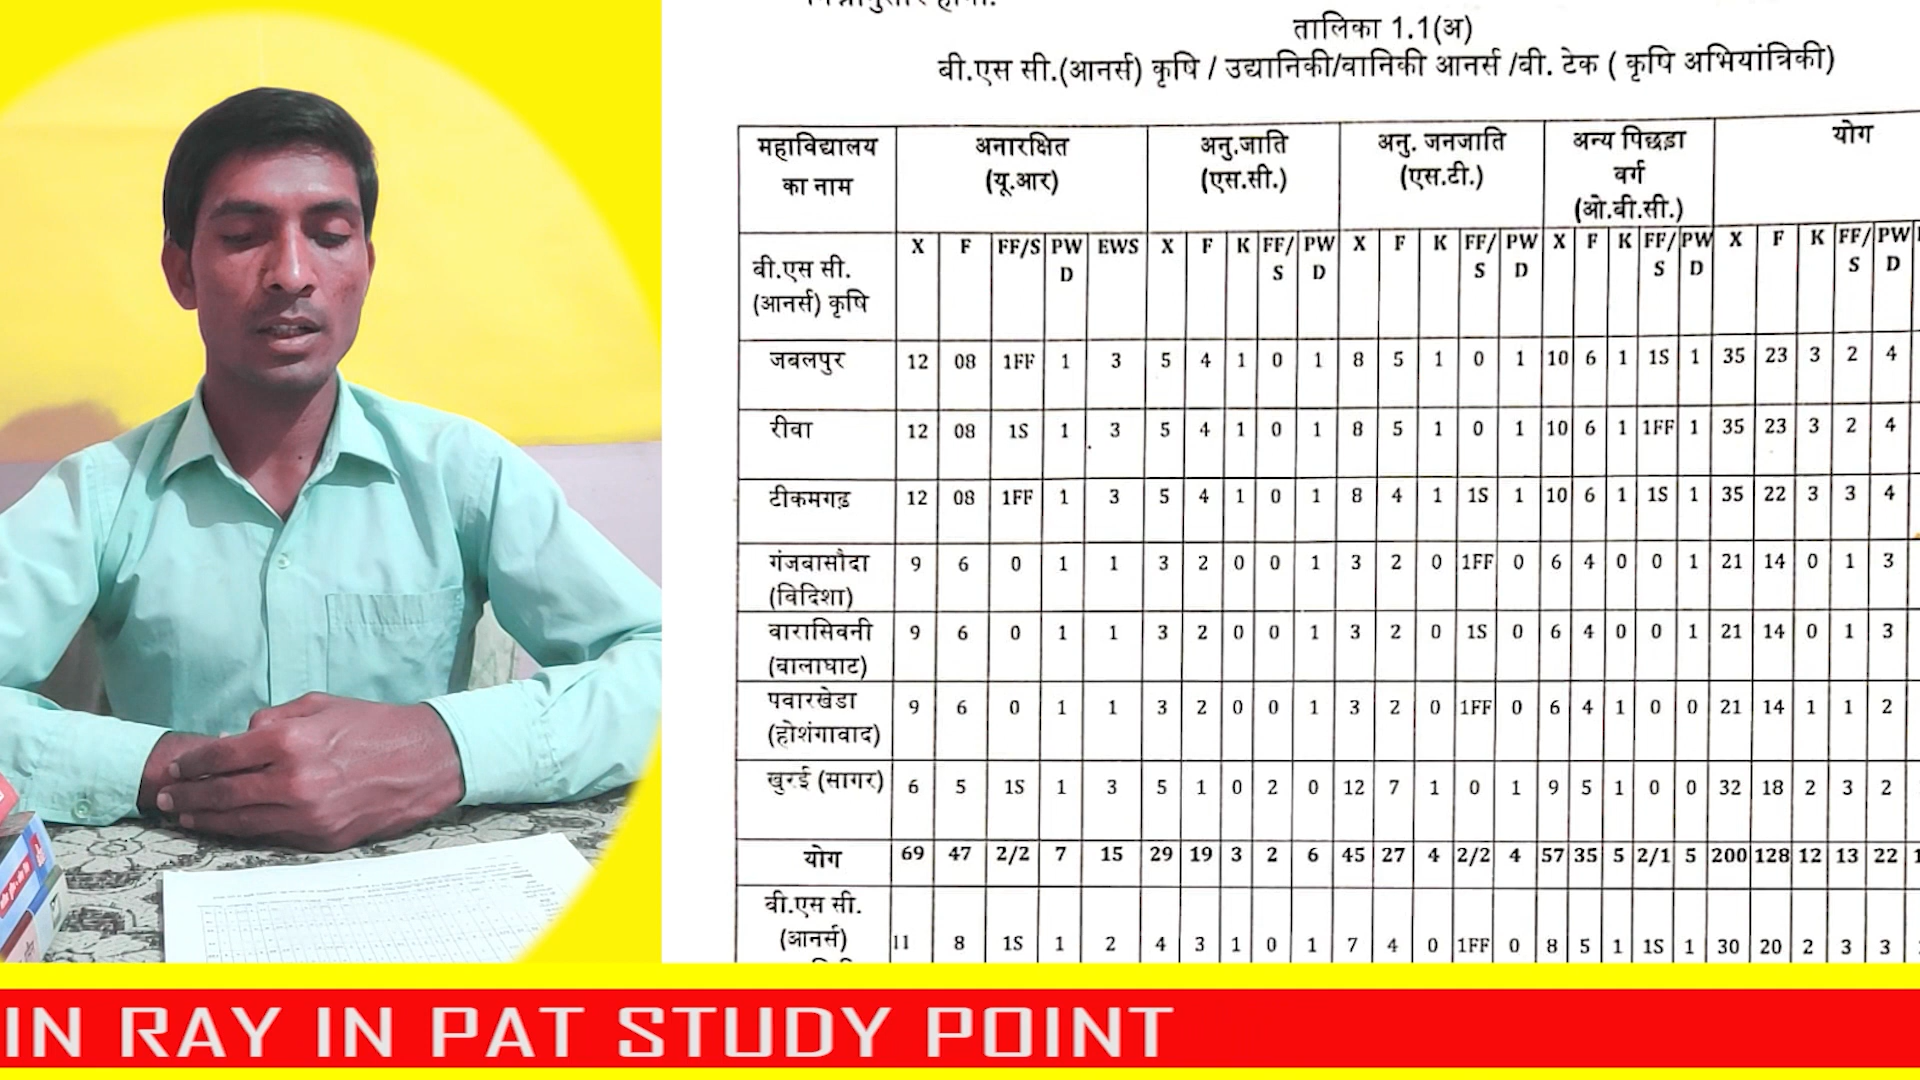 तालिका 1.1(अ)
बी.एस सी.(आनर्स) कृषि / उद्यानिकी/वानिकी आनर्स /बी. टेक ( कृषि अभियांत्रिकी)
महाविद्यालय का नाम अनारक्षित (यू.आर) अनु.जाति (एस.सी.) अनु. जनजाति (एस.टी.) अन्य पिछड़ा वर्ग (ओ.बी.सी.) योग
बी.एस सी. (आनर्स) कृषि X F FF/S PWD EWS X F K FF/S PWD X F K FF/S PWD X F K FF/S PWD X F K FF/S PWD
जबलपुर 12 08 1FF 1 3 5 4 1 0 1 8 5 1 0 1 10 6 1 1S 1 35 23 3 2 4
रीवा 12 08 1S 1 3 5 4 1 0 1 8 5 1 0 1 10 6 1 1FF 1 35 23 3 2 4
टीकमगढ़ 12 08 1FF 1 3 5 4 1 0 1 8 4 1 1S 1 10 6 1 1S 1 35 22 3 3 4
गंजबासौदा (विदिशा) 9 6 0 1 1 3 2 0 0 1 3 2 0 1FF 0 6 4 0 0 1 21 14 0 1 3
वारासिवनी (बालाघाट) 9 6 0 1 1 3 2 0 0 1 3 2 0 1S 0 6 4 0 0 1 21 14 0 1 3
पवारखेडा (होशंगावाद) 9 6 0 1 1 3 2 0 0 1 3 2 0 1FF 0 6 4 1 0 0 21 14 1 1 2
खुरई (सागर) 6 5 1S 1 3 5 1 0 2 0 12 7 1 0 1 9 5 1 0 0 32 18 2 3 2
योग 69 47 2/2 7 15 29 19 3 2 6 45 27 4 2/2 4 57 35 5 2/1 5 200 128 12 13 22
बी.एस सी. (आनर्स) 11 8 1S 1 2 4 3 1 0 1 7 4 0 1FF 0 8 5 1 1S 1 30 20 2 3 3
IN RAY IN PAT STUDY POINT